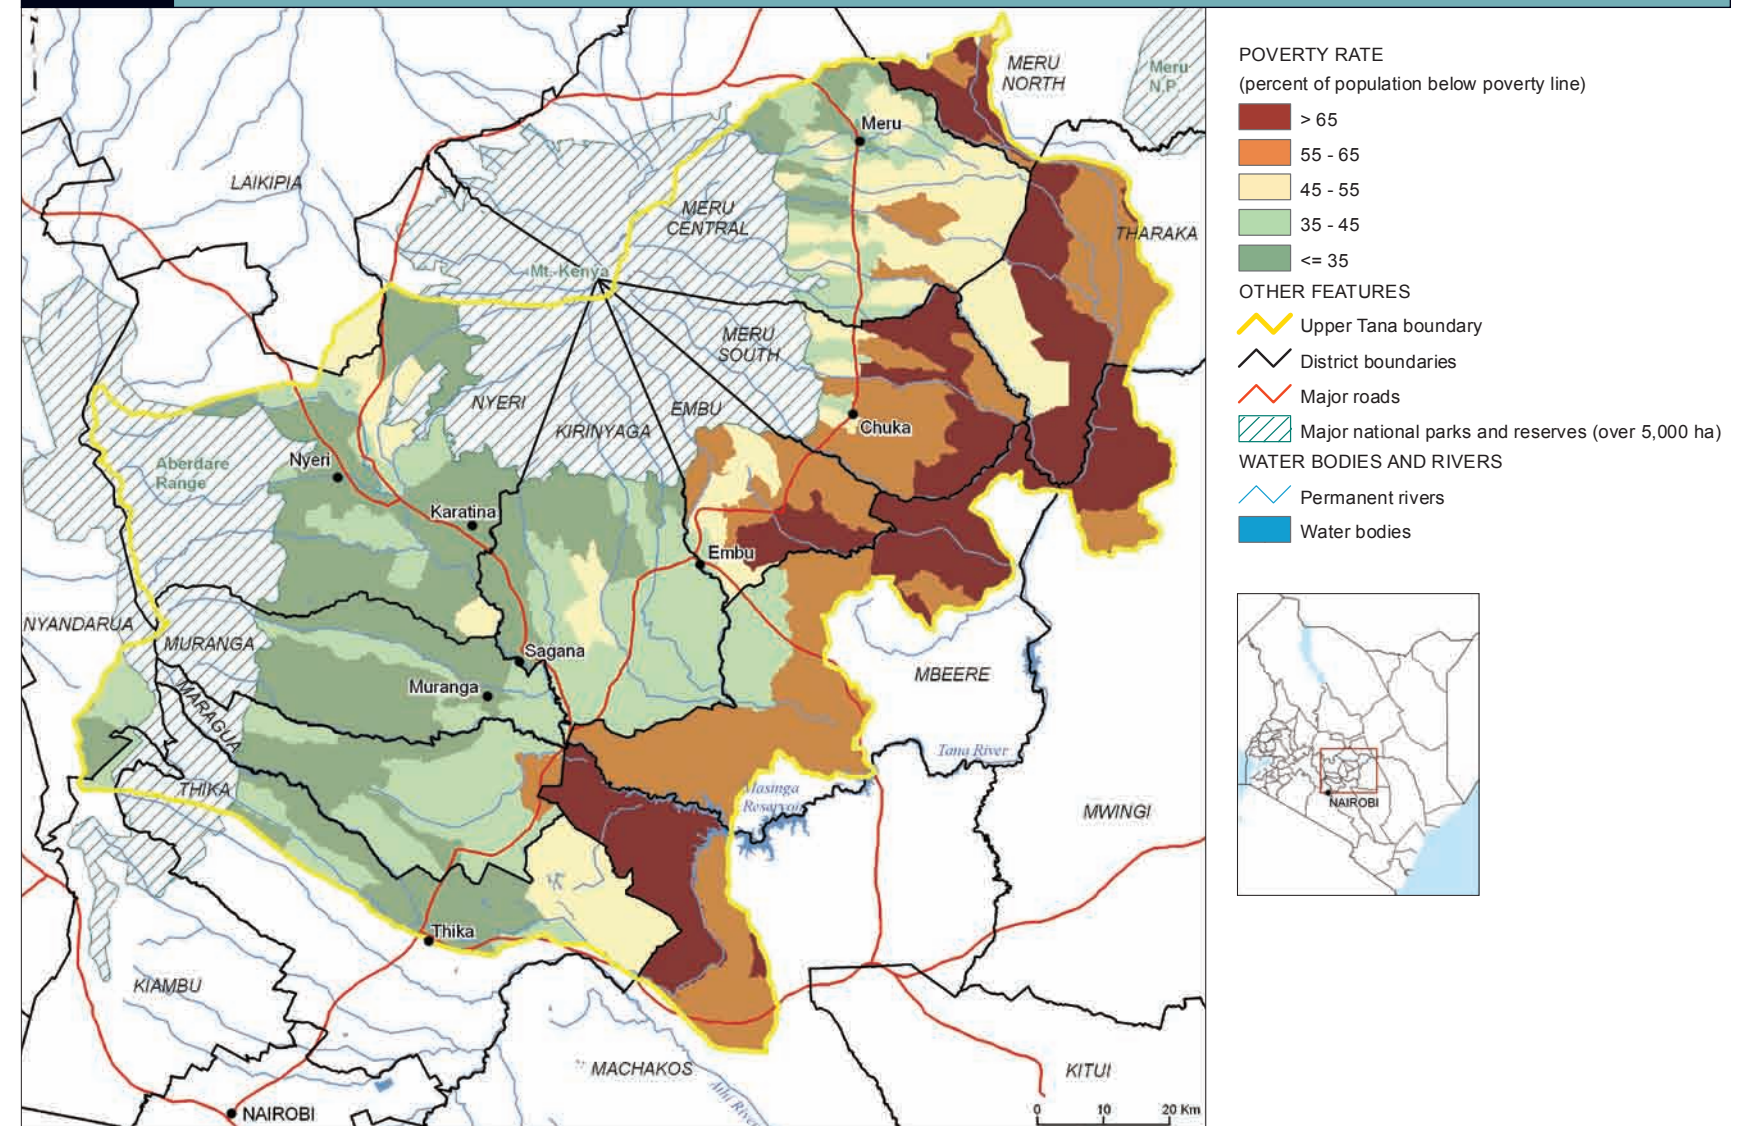 MERU
NORTH
Meru
N.P.
Meru
LAIKIPIA
MERU
CENTRAL
THARAKA
Mt. Kenya
MERU
SOUTH
NYERI
EMBU
KIRINYAGA
Chuka
Aberdare
Range
Nyeri
Karatina
Embu
NYANDARUA
MURANGA
Sagana
MBEERE
Muranga
MARAGUA
Tana River
THIKA
Masinga
Reservoir
MWINGI
Thika
KIAMBU
MACHAKOS
KITUI
Athi River
NAIROBI
0 10 20 Km
POVERTY RATE
(percent of population below poverty line)
> 65
55 - 65
45 - 55
35 - 45
<= 35
OTHER FEATURES
Upper Tana boundary
District boundaries
Major roads
Major national parks and reserves (over 5,000 ha)
WATER BODIES AND RIVERS
Permanent rivers
Water bodies
NAIROBI